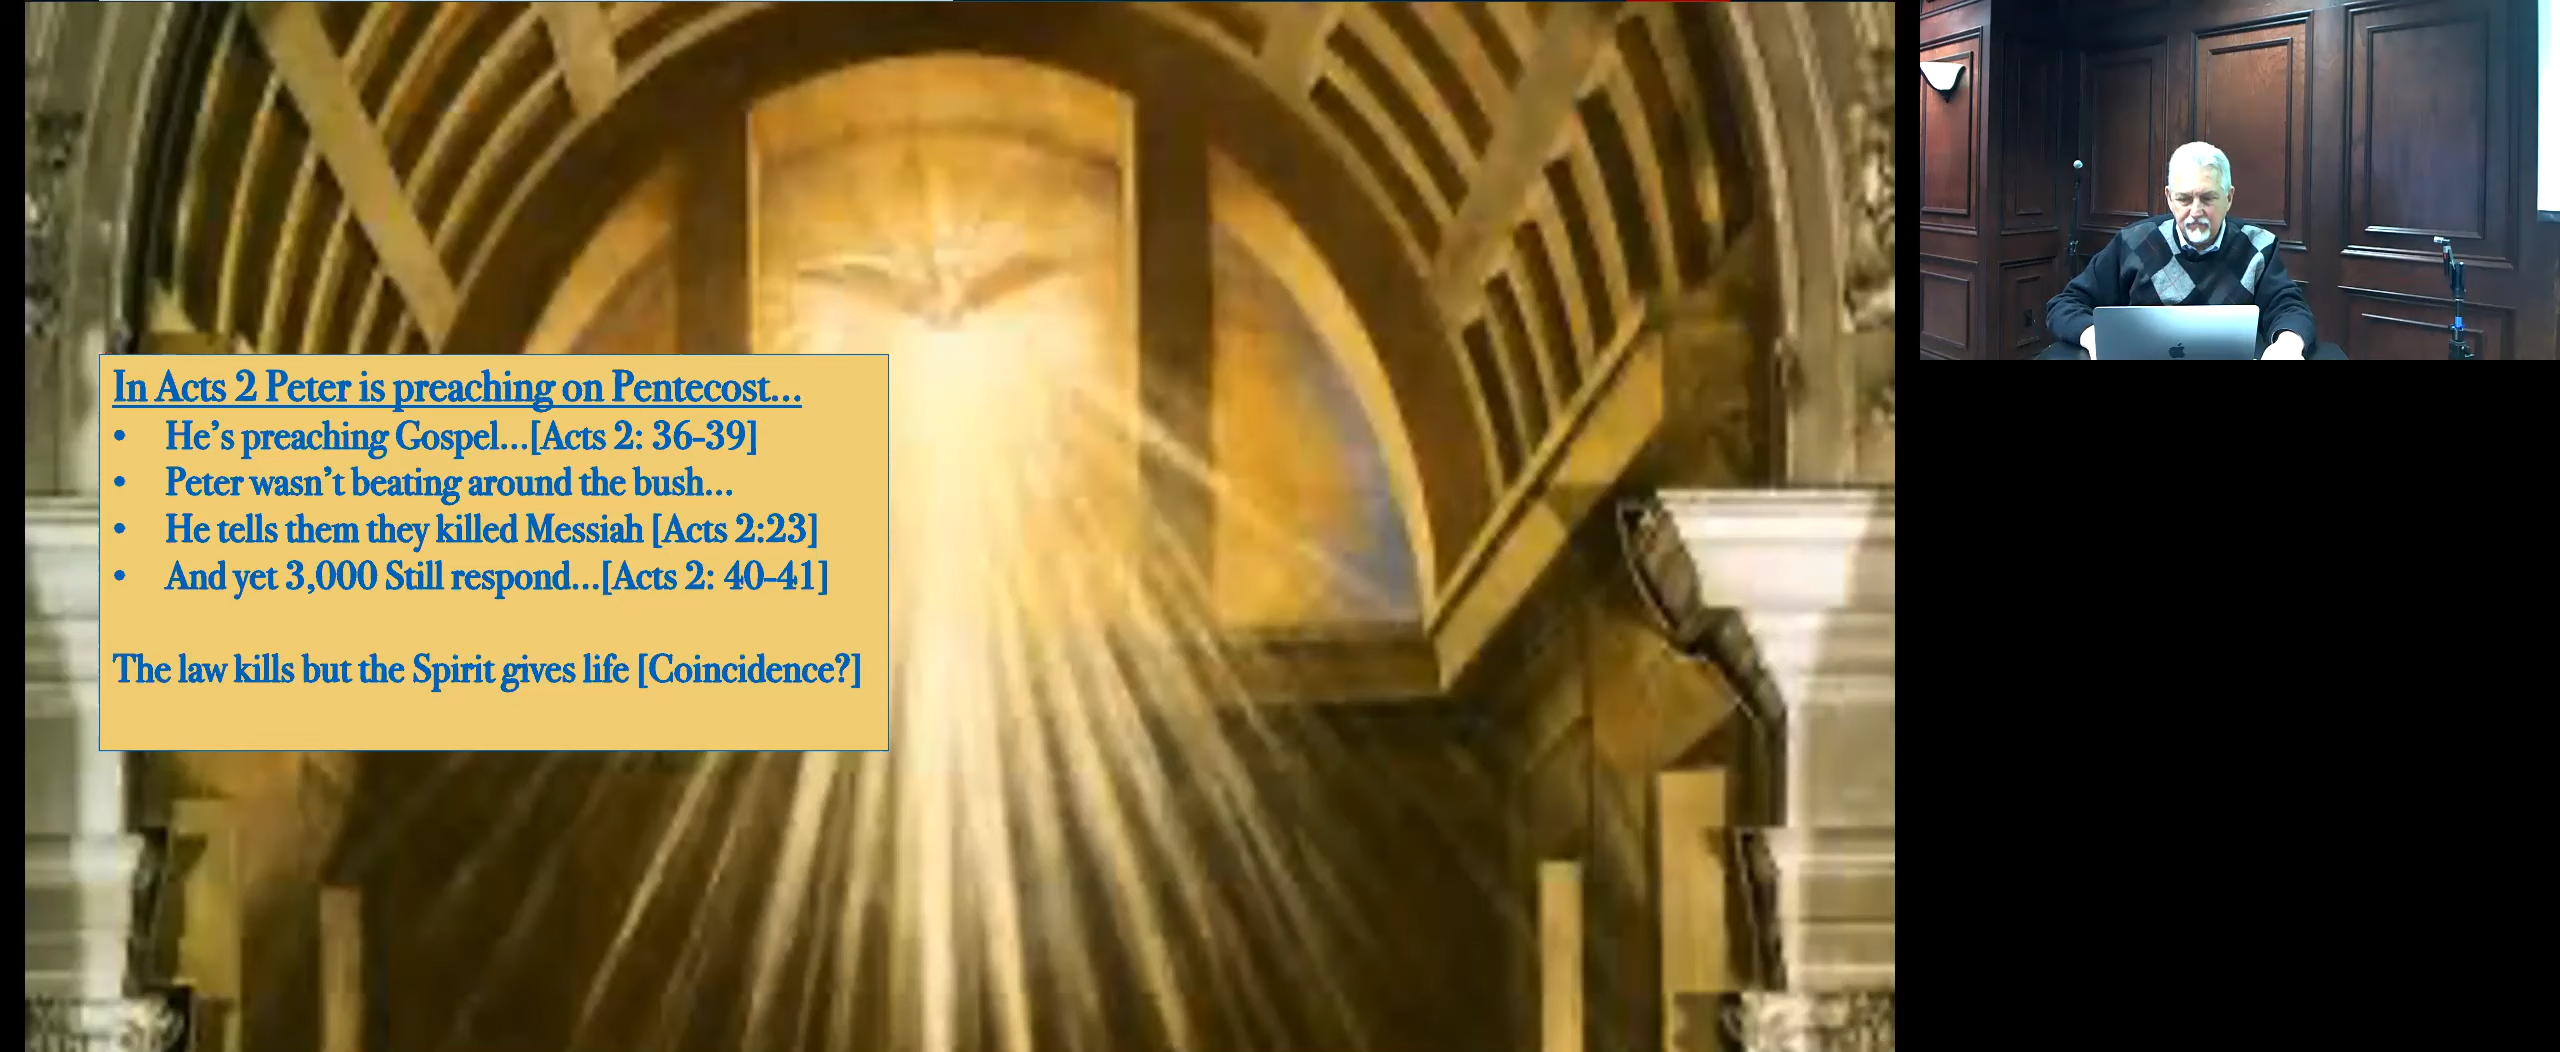 In Acts 2 Peter is preaching on Pentecost...
• He's preaching Gospel...[Acts 2: 36-39]
• Peter wasn't beating around the bush...
• He tells them they killed Messiah [Acts 2:23]
• And yet 3,000 Still respond...[Acts 2: 40-41]
The law kills but the Spirit gives life [Coincidence?]